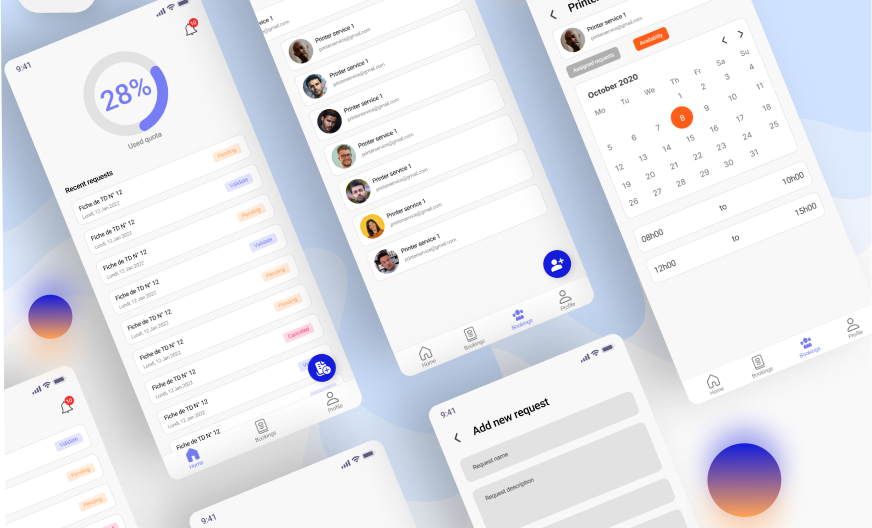 9:41
10
28%
Used quota
Recent requests
Fiche de TD N° 12
Lundi, 12 Jan 2022
Pending
Fiche de TD N° 12
Lundi, 12 Jan 2022
Validate
Fiche de TD N° 12
Lundi, 12 Jan 2022
Pending
Fiche de TD N° 12
Lundi, 12 Jan 2022
Validate
Fiche de TD N° 12
Lundi, 12 Jan 2022
Pending
Fiche de TD N° 12
Lundi, 12 Jan 2022
Pending
Fiche de TD N° 12
Lundi, 12 Jan 2022
Canceled
Fiche de TD N° 12
Lundi, 12 Jan 2022
Fiche de TD N° 12
Home
Bookings
Profile
service 1
service@gmail.com
Printer service 1
printerservice@gmail.com
Printer service 1
printerservice@gmail.com
Printer service 1
printerservice@gmail.com
Printer service 1
printerservice@gmail.com
Printer service 1
printerservice@gmail.com
Printer service 1
printerservice@gmail.com
Printer service 1
printerservice@gmail.com
Home
Bookings
Bookings
Profile
Printer
Printer service 1
printerservice@gmail.com
Assigned requests
Availability
October 2020
Mo Tu We Th Fr Sa Su
1 2 3 4
5 6 7 8 9 10 11
12 13 14 15 16 17 18
19 20 21 22 23 24 25
26 27 28 29 30 31
08h00 to 10h00
12h00 to 15h00
Home
Bookings
Bookings
Profile
10
Validate
Pending
Pending
9:41
9:41
Add new request
Request name
Request description